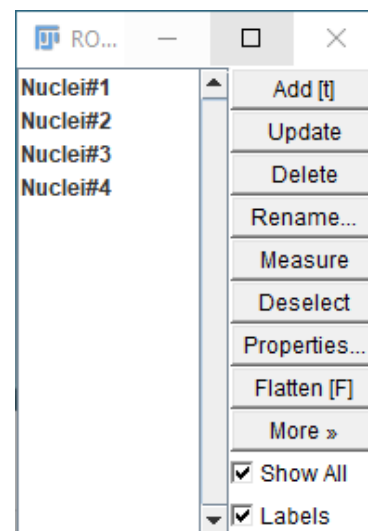 RO...
Nuclei#1
Nuclei#2
Nuclei#3
Nuclei#4
Add [t]
Update
Delete
Rename...
Measure
Deselect
Properties...
Flatten [F]
More »
Show All
Labels